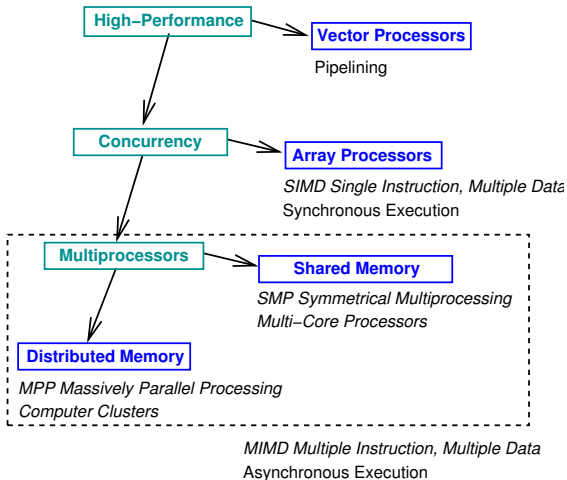 High−Performance
Vector Processors
Pipelining
Concurrency
Array Processors
SIMD Single Instruction, Multiple Data
Synchronous Execution
Multiprocessors
Shared Memory
SMP Symmetrical Multiprocessing
Multi−Core Processors
Distributed Memory
MPP Massively Parallel Processing
Computer Clusters
MIMD Multiple Instruction, Multiple Data
Asynchronous Execution